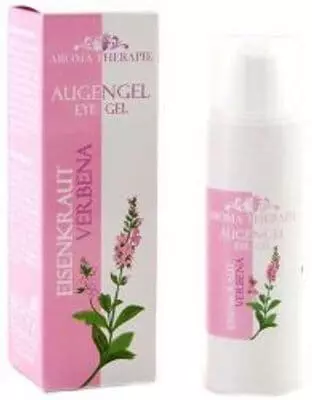 AROMA THERAPIE
AUGENGEL
EYE GEL
EISENKRAUT
VERBENA
AROMA THERAPIE
AUGENGEL
EYE GEL
EISENKRAUT
VERBENA